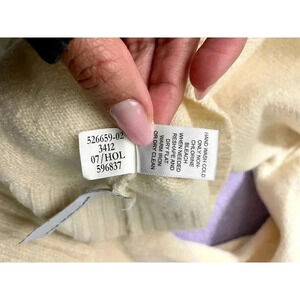 526659-02
3412
07/HOL
596837
HAND WASH COLD
ONLY NON-
CHLORINE
BLEACH
WHEN NEEDED
RESHAPE AND
DRY FLAT
WARM IRON
OR DRY CLEAN